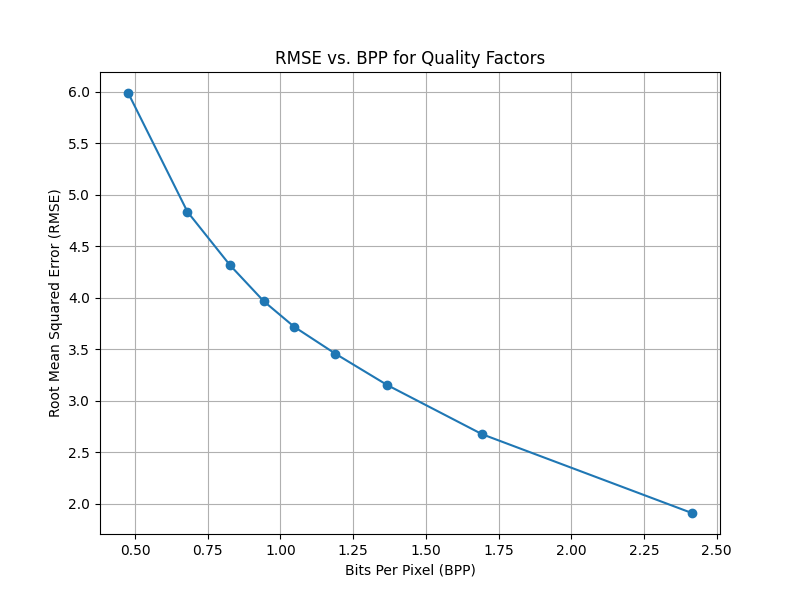 RMSE vs. BPP for Quality Factors
6.0
5.5
5.0
4.5
4.0
3.5
3.0
2.5
2.0
Root Mean Squared Error (RMSE)
0.50 0.75 1.00 1.25 1.50 1.75 2.00 2.25 2.50
Bits Per Pixel (BPP)